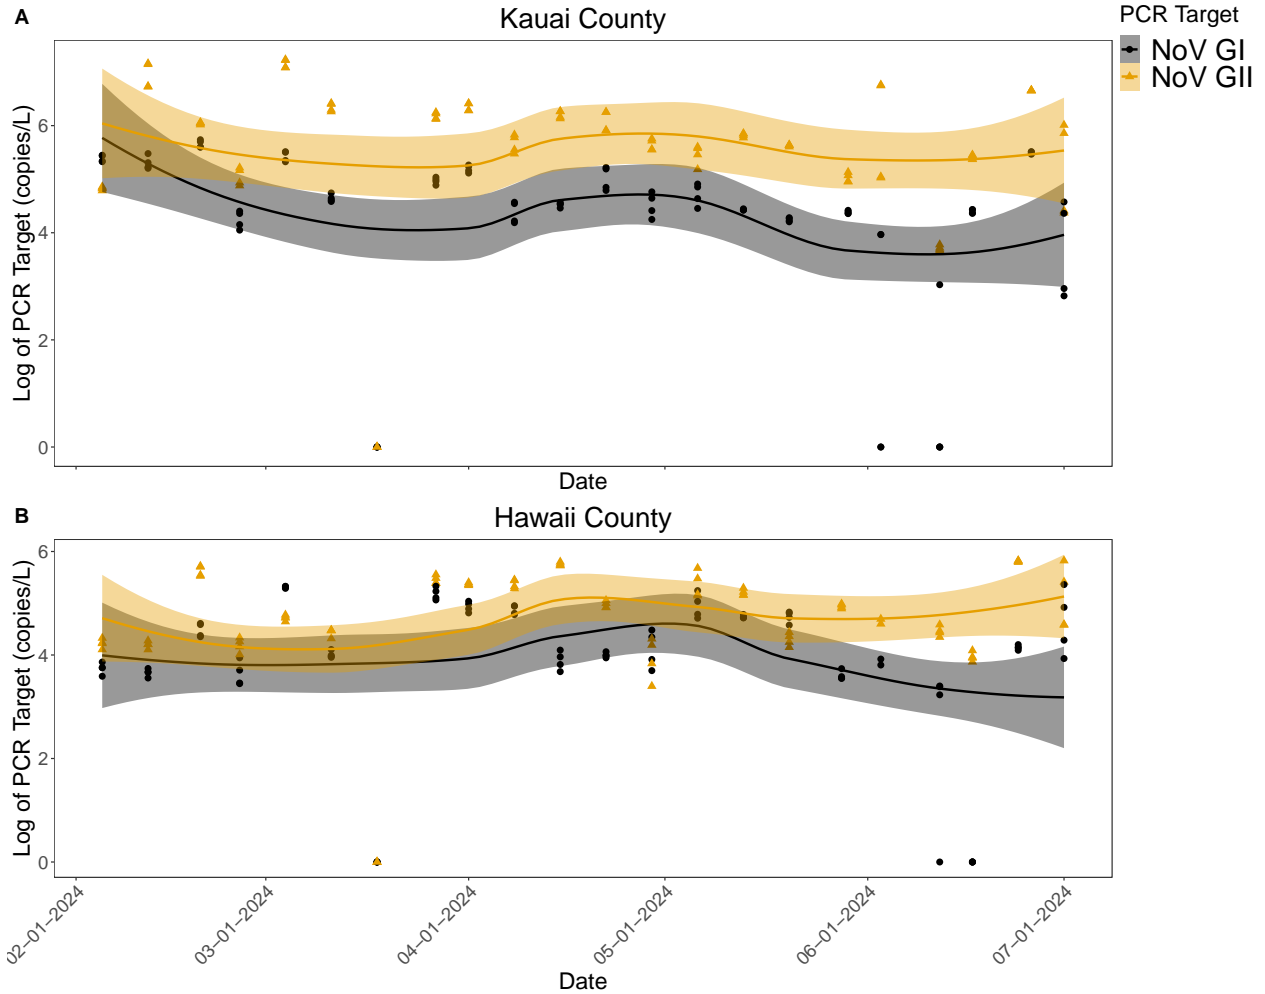 A
Kauai County
PCR Target
NoV GI
NoV GII
Log of PCR Target (copies/L)
6
4
2
0
Date
B
Hawaii County
Log of PCR Target (copies/L)
6
4
2
0
02−01−2024
03−01−2024
04−01−2024
05−01−2024
06−01−2024
07−01−2024
Date